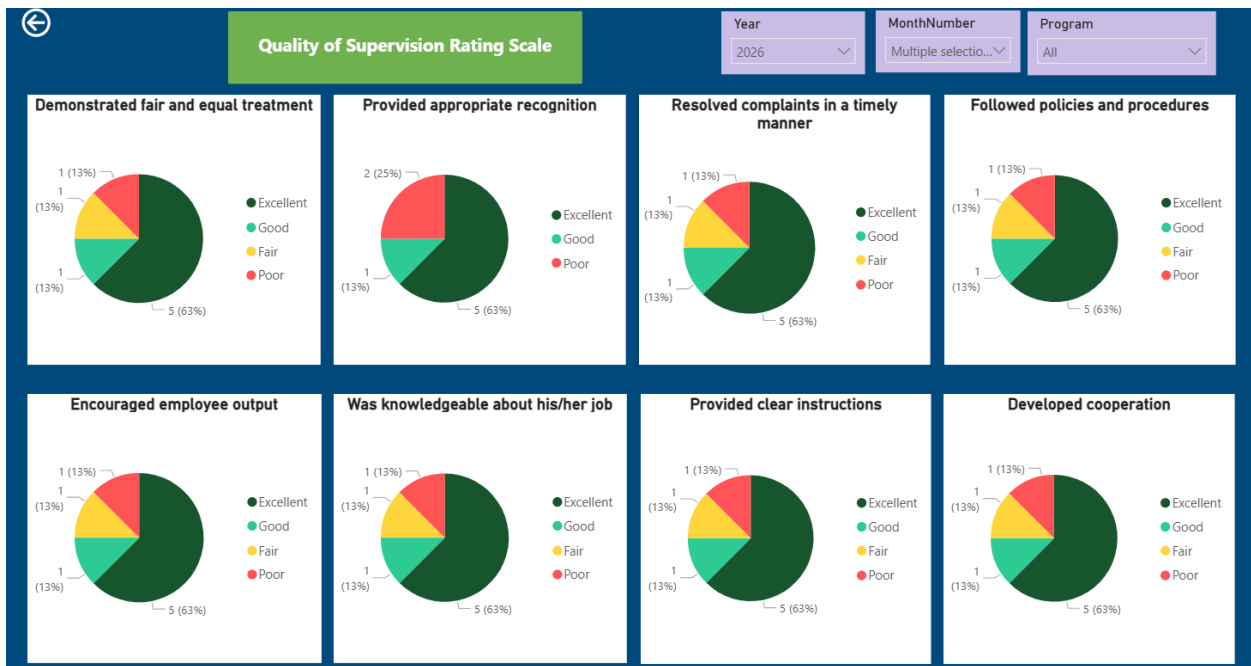 Quality of Supervision Rating Scale
Year
2026
MonthNumber
Multiple selectio...
Program
All
Demonstrated fair and equal treatment
1 (13%)
1
(13%)
1
(13%)
5 (63%)
Excellent
Good
Fair
Poor
Provided appropriate recognition
2 (25%)
1
(13%)
5 (63%)
Excellent
Good
Poor
Resolved complaints in a timely
manner
1 (13%)
1
(13%)
1
(13%)
5 (63%)
Excellent
Good
Fair
Poor
Followed policies and procedures
1 (13%)
1
(13%)
1
(13%)
5 (63%)
Excellent
Good
Fair
Poor
Encouraged employee output
1 (13%)
1
(13%)
1
(13%)
5 (63%)
Excellent
Good
Fair
Poor
Was knowledgeable about his/her job
1 (13%)
1
(13%)
1
(13%)
5 (63%)
Excellent
Good
Fair
Poor
Provided clear instructions
1 (13%)
1
(13%)
1
(13%)
5 (63%)
Excellent
Good
Fair
Poor
Developed cooperation
1 (13%)
1
(13%)
1
(13%)
5 (63%)
Excellent
Good
Fair
Poor